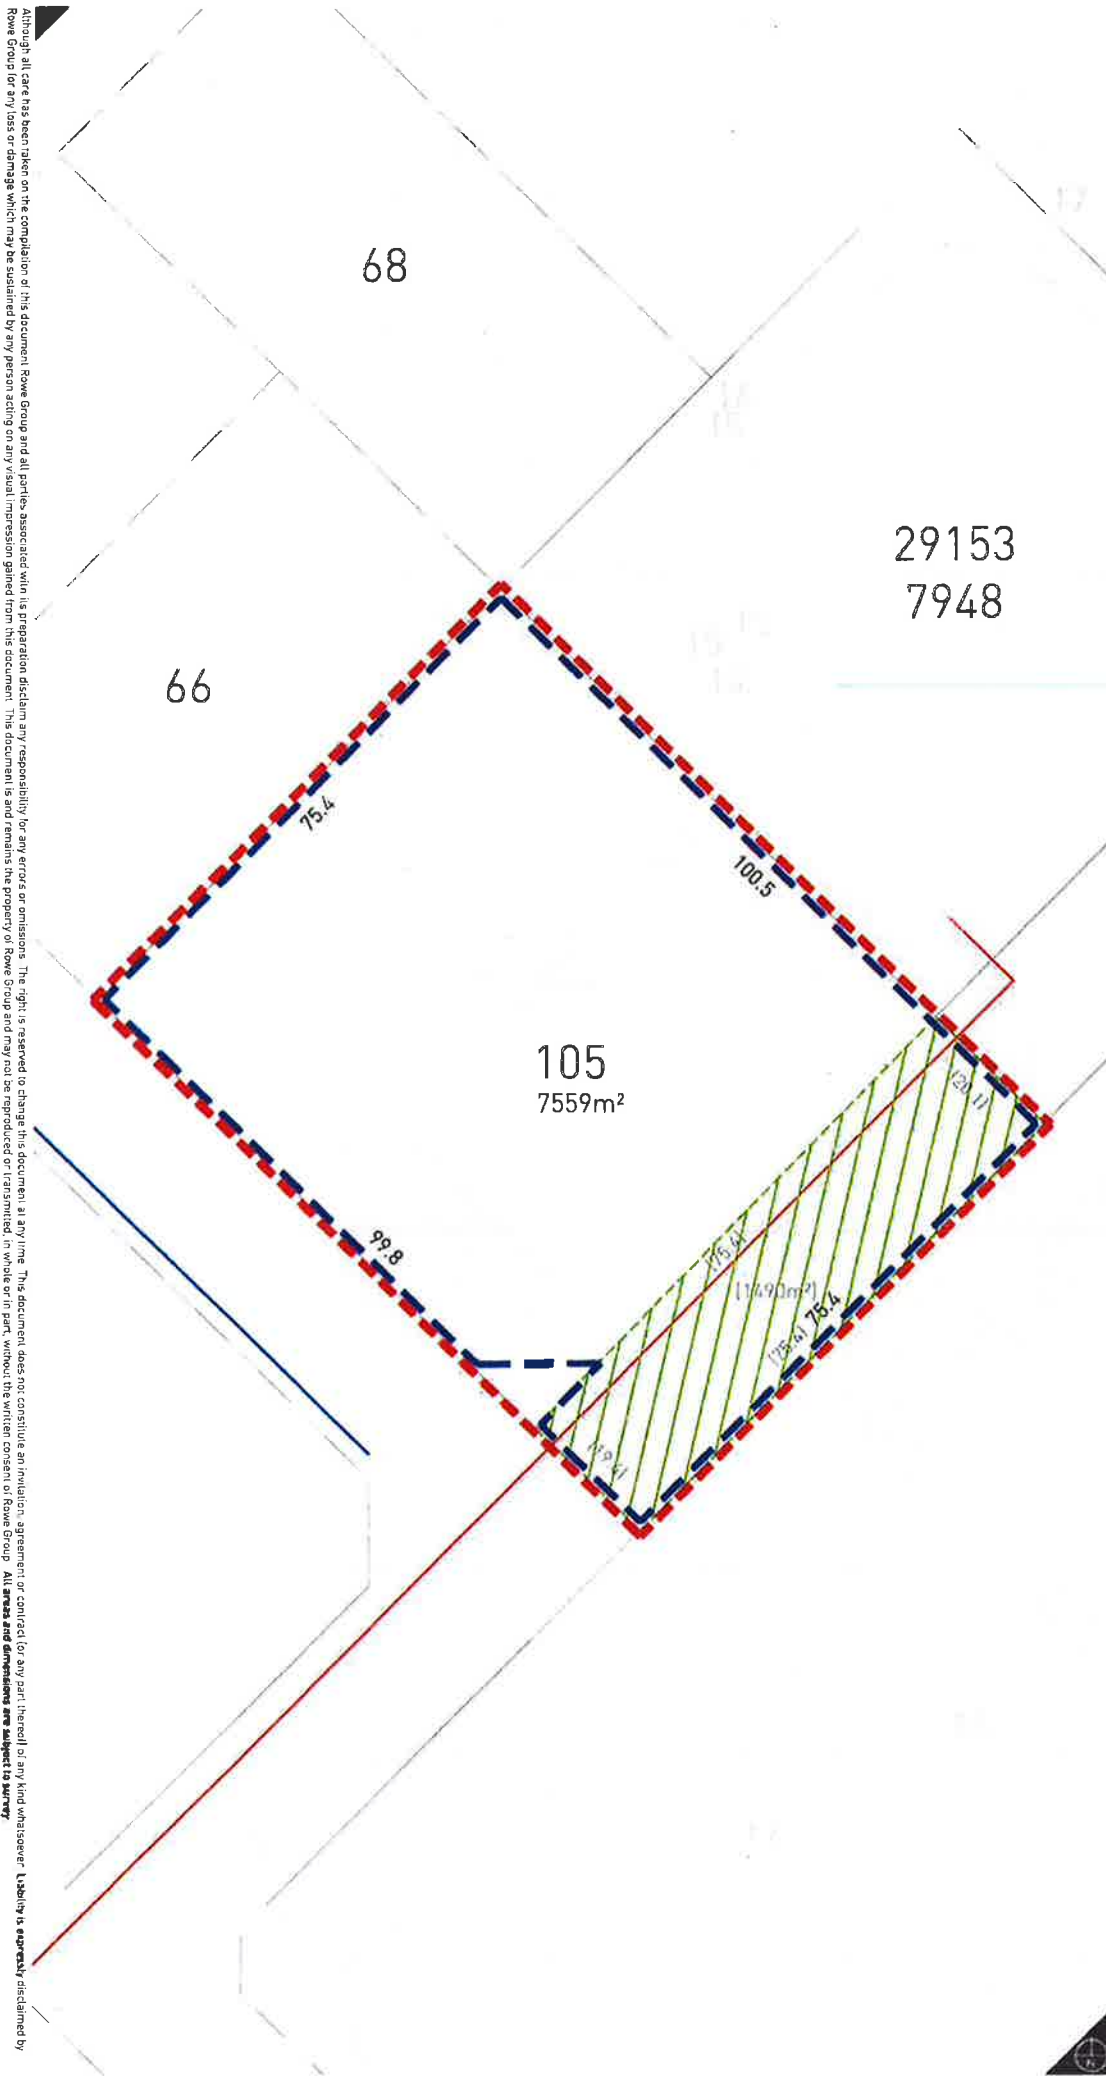 68
29153
7948
66
75.4
100.5
105
7559m²
(20.1)
(75.4)
(1490m²)
(75.4) 75.4
99.8
(19.4)
Although all care has been taken on the compilation of this document Rowe Group and all parties associated with its preparation disclaim any responsibility for any errors or omissions. The right is reserved to change this document at any time. This document does not constitute an invitation, agreement or contract (or any part thereof) of any kind whatsoever. Liability is expressly disclaimed by
Rowe Group for any loss or damage which may be sustained by any person acting on any visual impression gained from this document. This document is and remains the property of Rowe Group and may not be reproduced or transmitted, in whole or in part, without the written consent of Rowe Group. All areas and dimensions are subject to survey
N